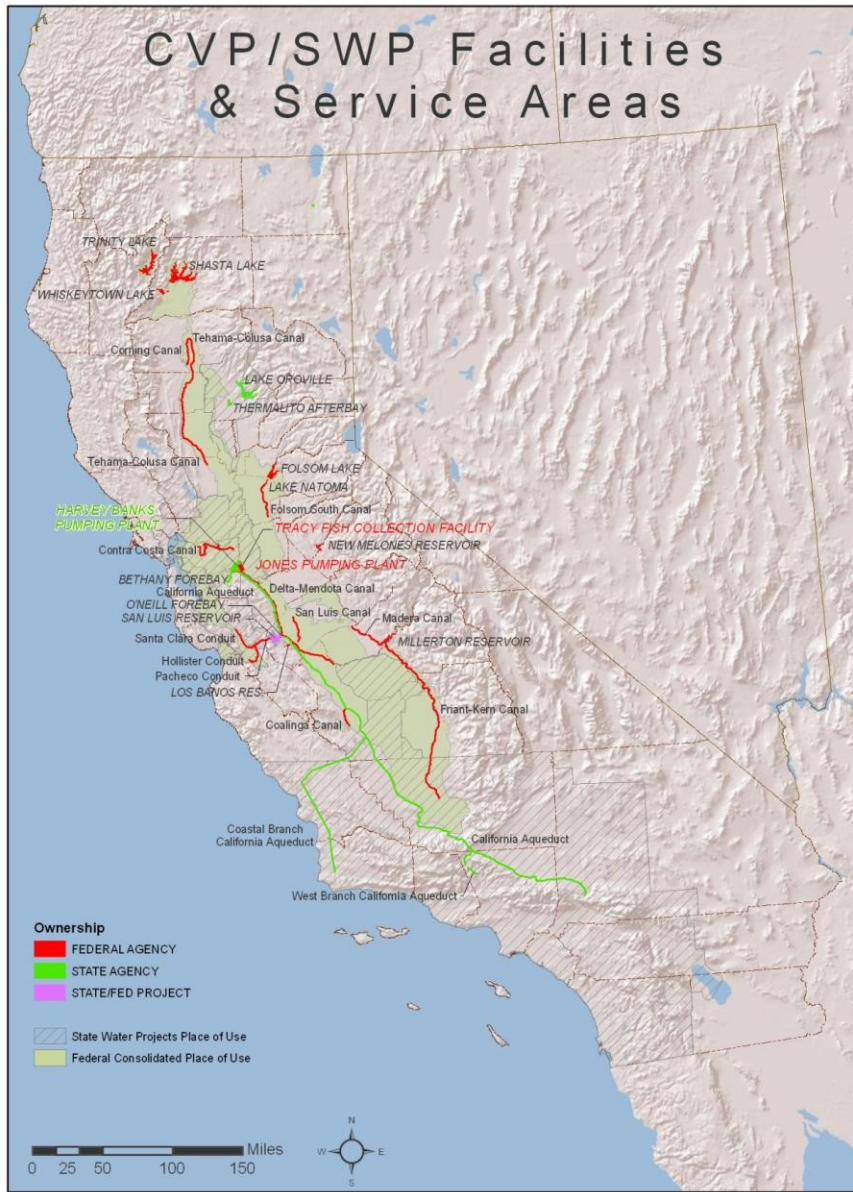 CVP/SWP Facilities
& Service Areas
TRINITY LAKE
SHASTA LAKE
WHISKEYTOWN LAKE
Tehama-Colusa Canal
Corning Canal
LAKE OROVILLE
THERMALITO AFTERBAY
Tehama-Colusa Canal
FOLSOM LAKE
LAKE NATOMA
Folsom South Canal
HARVEY BANKS
PUMPING PLANT
TRACY FISH COLLECTION FACILITY
Contra Costa Canal
NEW MELONES RESERVOIR
JONES PUMPING PLANT
BETHANY FOREBAY
California Aqueduct
Delta-Mendota Canal
O'NEILL FOREBAY
SAN LUIS RESERVOIR
San Luis Canal
Madera Canal
Santa Clara Conduit
MILLERTON RESERVOIR
Hollister Conduit
Pacheco Conduit
LOS BANOS RES.
Friant-Kern Canal
Coalinga Canal
Coastal Branch
California Aqueduct
California Aqueduct
West Branch California Aqueduct
Ownership
FEDERAL AGENCY
STATE AGENCY
STATE/FED PROJECT
State Water Projects Place of Use
Federal Consolidated Place of Use
Miles
0 25 50 100 150
N
W E
S